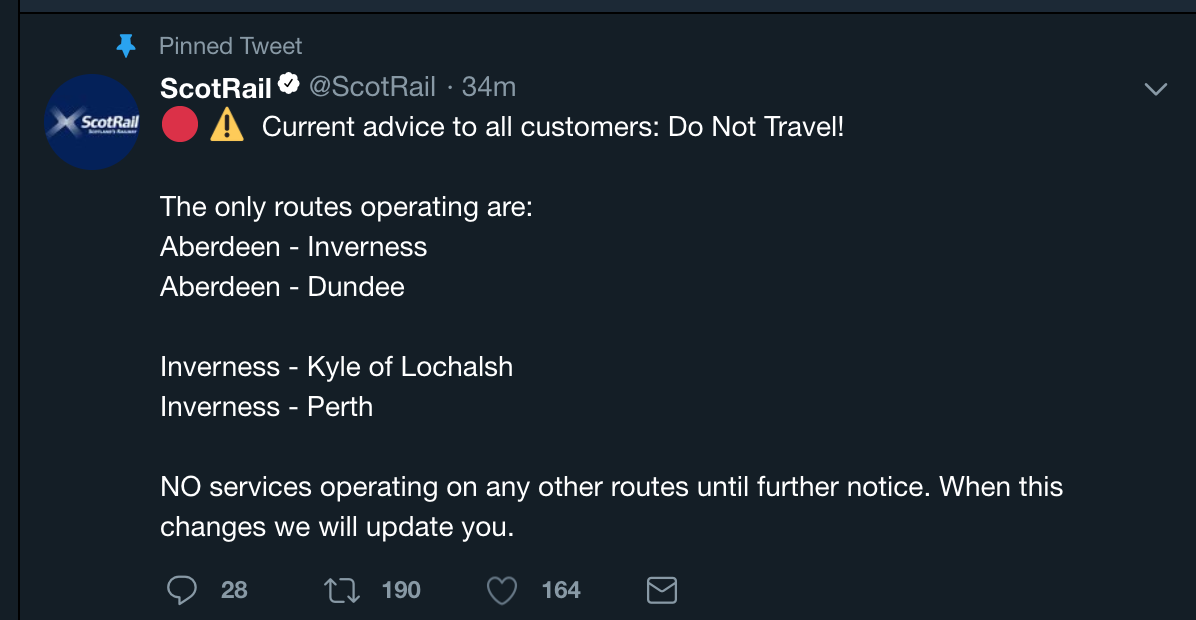 Pinned Tweet
ScotRail @ScotRail · 34m
ScotRail
SCOTLAND'S RAILWAY
🔴 ⚠️ Current advice to all customers: Do Not Travel!
The only routes operating are:
Aberdeen - Inverness
Aberdeen - Dundee
Inverness - Kyle of Lochalsh
Inverness - Perth
NO services operating on any other routes until further notice. When this
changes we will update you.
28 190 164